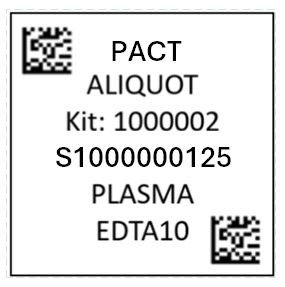 PACT
ALIQUOT
Kit: 1000002
S1000000125
PLASMA
EDTA10